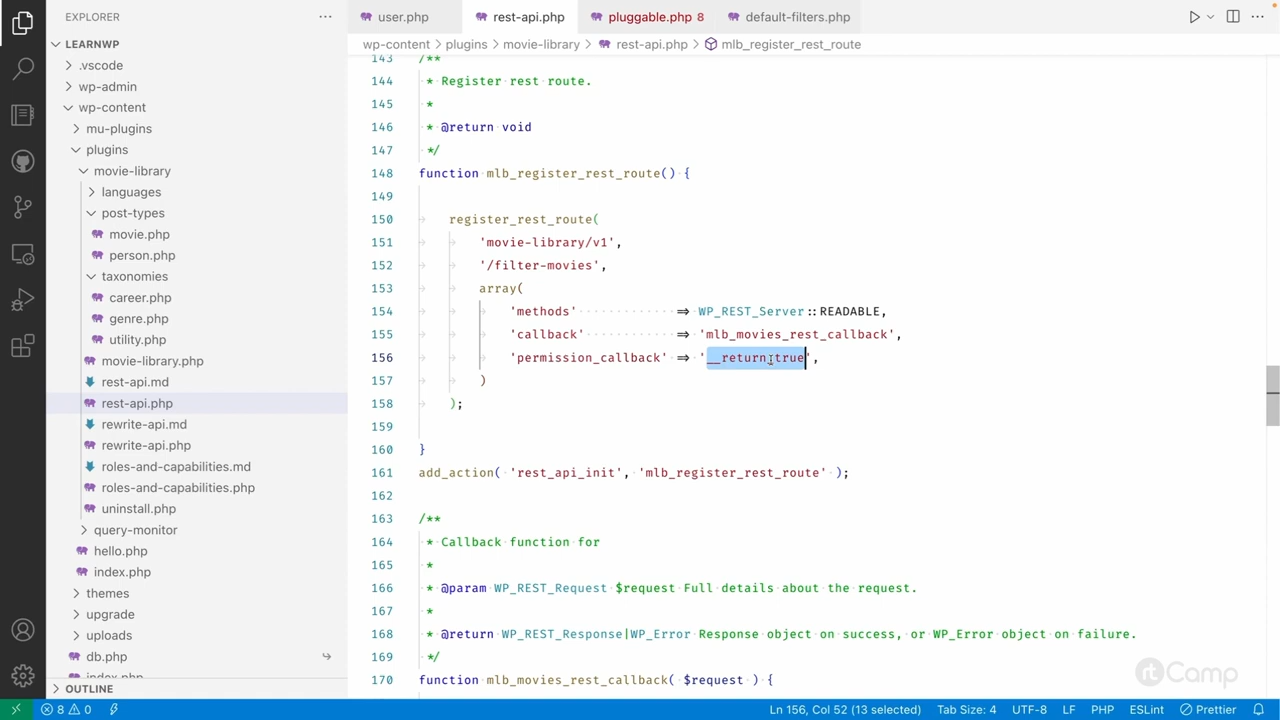 EXPLORER
LEARNWP
.vscode
wp-admin
wp-content
mu-plugins
plugins
movie-library
languages
post-types
movie.php
person.php
taxonomies
career.php
genre.php
utility.php
movie-library.php
rest-api.md
rest-api.php
rewrite-api.md
rewrite-api.php
roles-and-capabilities.md
roles-and-capabilities.php
uninstall.php
query-monitor
hello.php
index.php
themes
upgrade
uploads
db.php
index.php
OUTLINE
user.php rest-api.php pluggable.php 8 default-filters.php
wp-content > plugins > movie-library > rest-api.php > mlb_register_rest_route
143 /**
144 * Register rest route.
145 *
146 * @return void
147 */
148 function mlb_register_rest_route() {
149
150 register_rest_route(
151 'movie-library/v1',
152 '/filter-movies',
153 array(
154 'methods' => WP_REST_Server::READABLE,
155 'callback' => 'mlb_movies_rest_callback',
156 'permission_callback' => '__return_true',
157 )
158 );
159
160 }
161 add_action( 'rest_api_init', 'mlb_register_rest_route' );
162
163 /**
164 * Callback function for
165 *
166 * @param WP_REST_Request $request Full details about the request.
167 *
168 * @return WP_REST_Response|WP_Error Response object on success, or WP_Error object on failure.
169 */
170 function mlb_movies_rest_callback( $request ) {
rtCamp
8 0 Ln 156, Col 52 (13 selected) Tab Size: 4 UTF-8 LF PHP ESLint Prettier